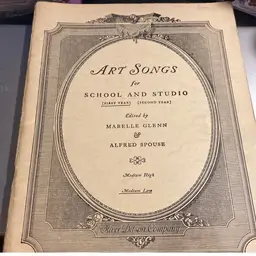 ART SONGS
for
SCHOOL AND STUDIO
[FIRST YEAR] [SECOND YEAR]
Edited by
MABELLE GLENN
&
ALFRED SPOUSE
Medium High
Medium Low
Oliver Ditson Company